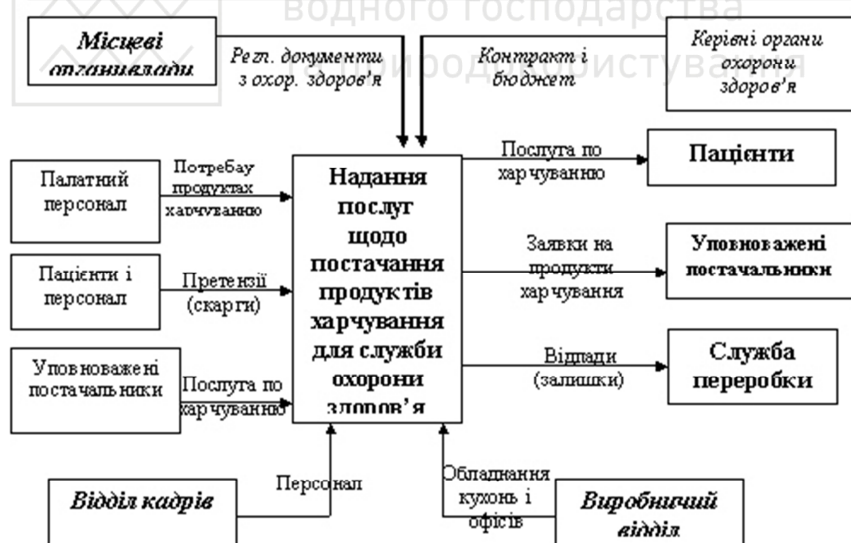 водного господарства
та природокористування
Місцеві
органи влади
Регл. документи
з охор. здоров'я
Контракт і
бюджет
Керівні органи
охорони
здоров'я
Палатний
персонал
Потреба у
продуктах
харчуванню
Пацієнти і
персонал
Претензії
(скарги)
Уповноважені
постачальники
Послуга по
харчуванню
Надання
послуг
щодо
постачання
продуктів
харчування
для служби
охорони
здоров'я
Послуга по
харчуванню
Пацієнти
Заявки на
продукти
харчування
Уповноважені
постачальники
Відпади
(залишки)
Служба
переробки
Відділ кадрів
Персонал
Обладнання
кухонь і
офісів
Виробничий
відділ